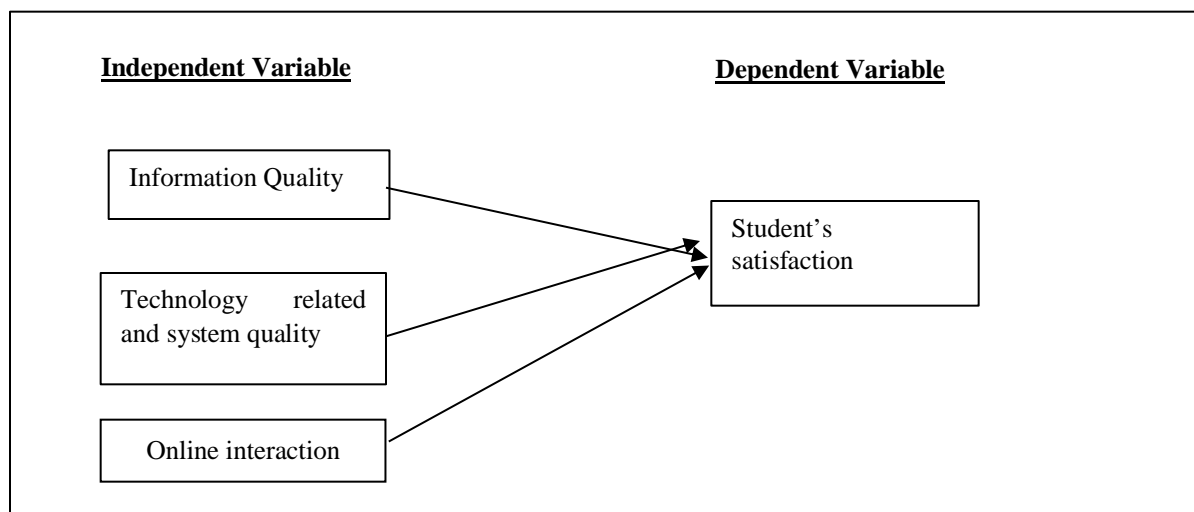 Independent Variable
Dependent Variable
Information Quality
Technology related
and system quality
Online interaction
Student’s
satisfaction